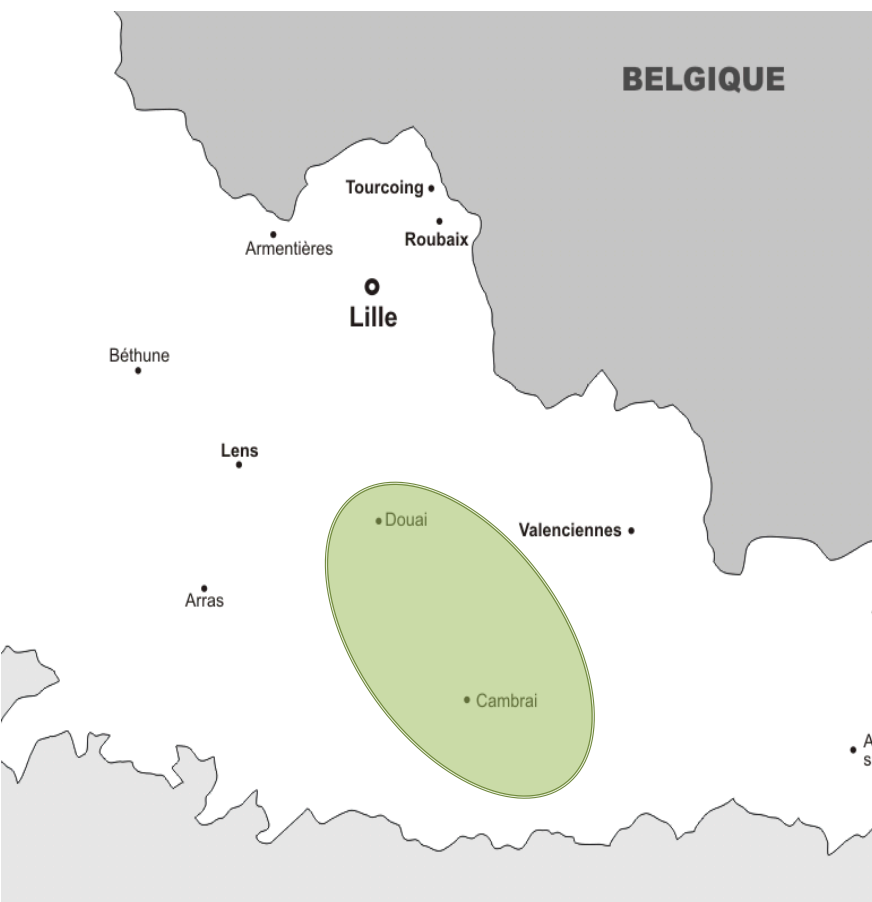 BELGIQUE
Tourcoing
Roubaix
Armentières
Lille
Béthune
Lens
Douai
Valenciennes
Arras
Cambrai
A
s